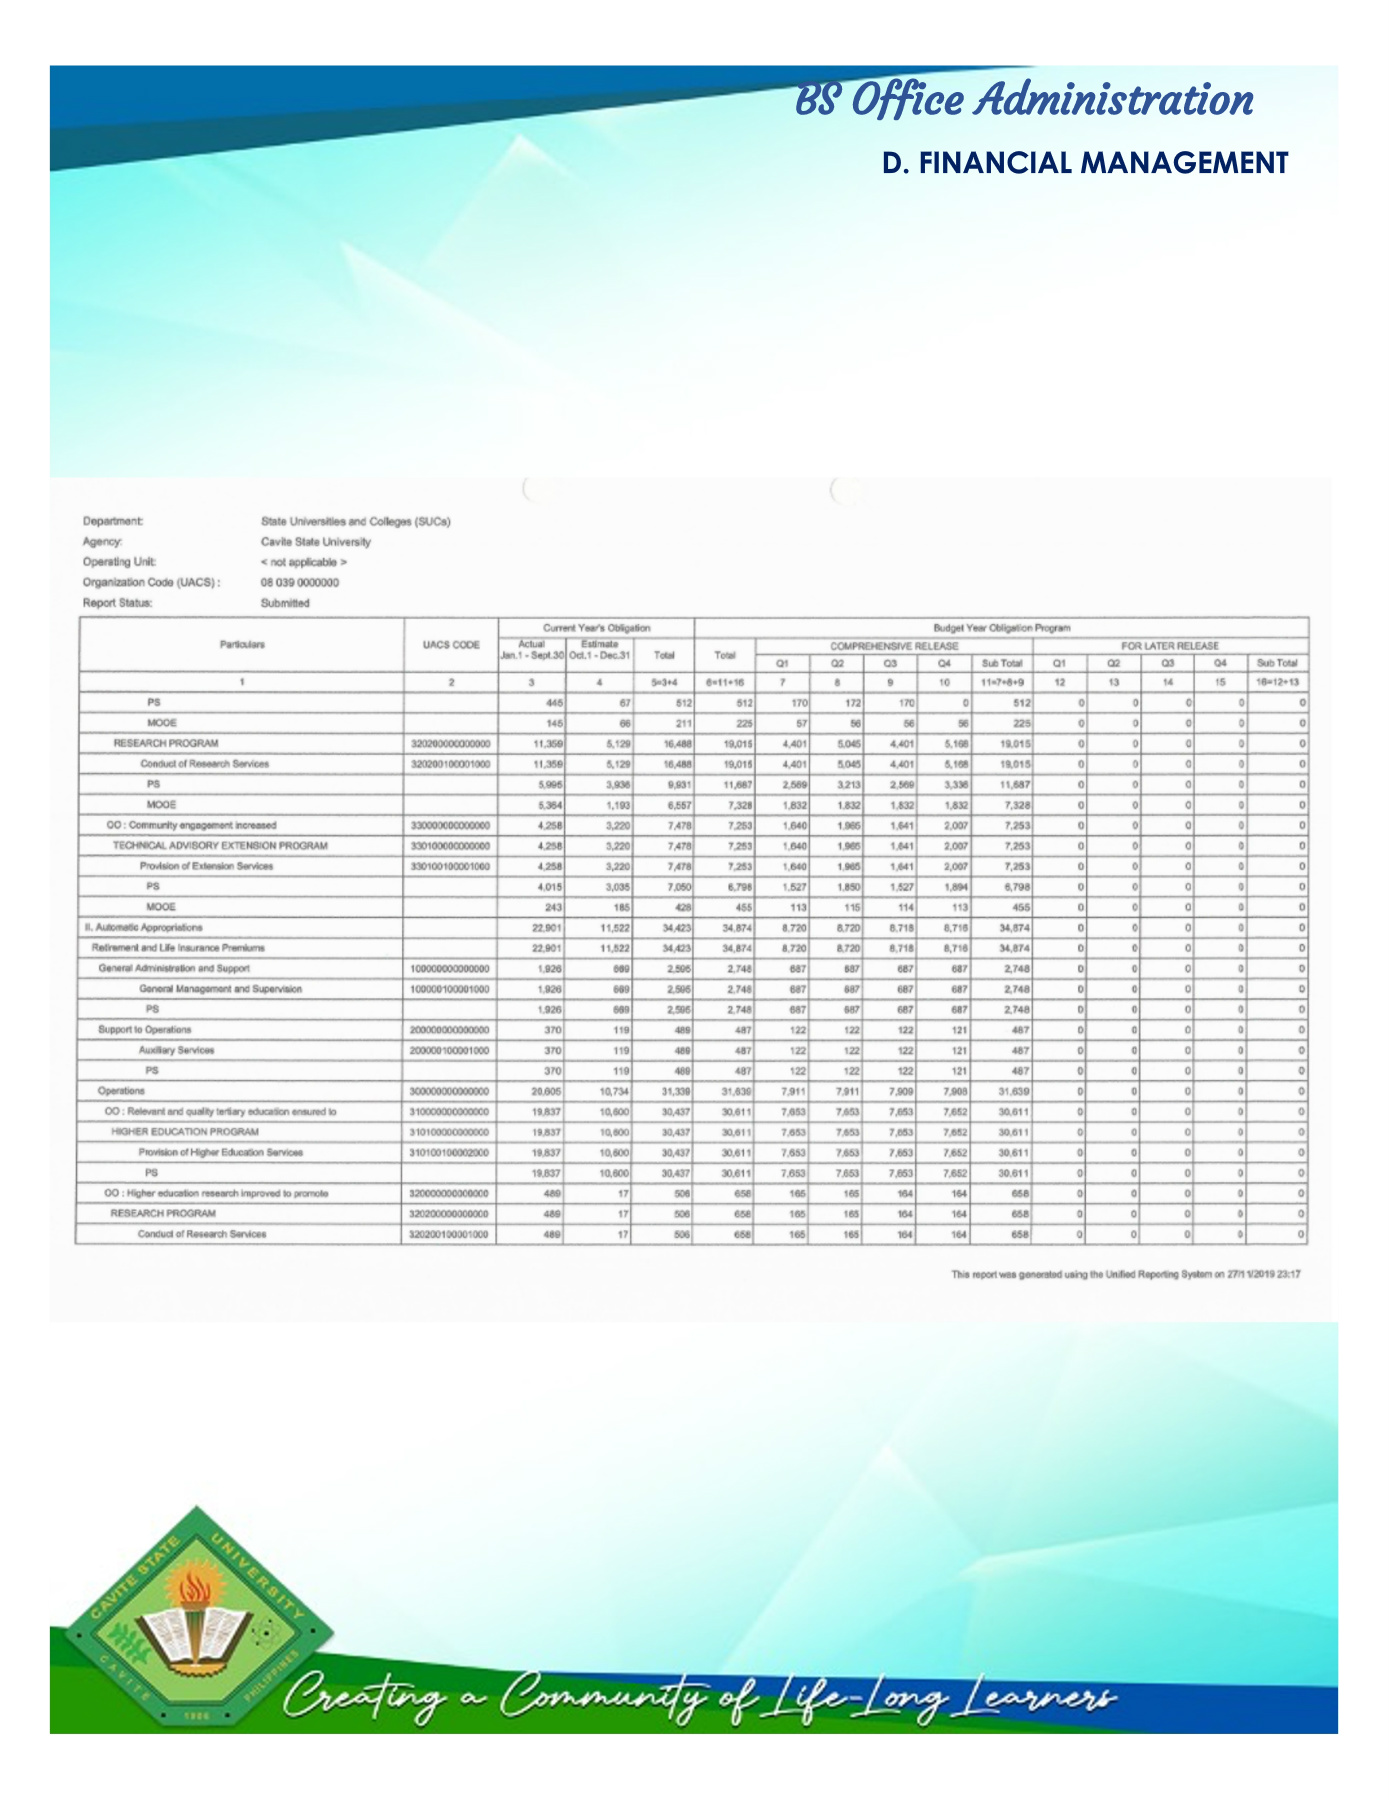 BS Office Administration
D. FINANCIAL MANAGEMENT
Department: State Universities and Colleges (SUCs)
Agency: Cavite State University
Operating Unit: < not applicable >
Organization Code (UACS) : 08 039 0000000
Report Status: Submitted
Particulars UACS CODE Current Year's Obligation Budget Year Obligation Program
Actual Jan.1 - Sept.30 Estimate Oct.1 - Dec.31 Total Total COMPREHENSIVE RELEASE FOR LATER RELEASE
Q1 Q2 Q3 Q4 Sub Total Q1 Q2 Q3 Q4 Sub Total
1 2 3 4 5=3+4 6=11+16 7 8 9 10 11=7+8+9 12 13 14 15 16=12+13
PS 445 67 512 512 170 172 170 0 512 0 0 0 0 0
MOOE 145 66 211 225 57 56 56 56 225 0 0 0 0 0
RESEARCH PROGRAM 320200000000000 11,359 5,129 16,488 19,015 4,401 5,045 4,401 5,168 19,015 0 0 0 0 0
Conduct of Research Services 320200100001000 11,359 5,129 16,488 19,015 4,401 5,045 4,401 5,168 19,015 0 0 0 0 0
PS 5,995 3,936 9,931 11,687 2,569 3,213 2,569 3,336 11,687 0 0 0 0 0
MOOE 5,364 1,193 6,557 7,328 1,832 1,832 1,832 1,832 7,328 0 0 0 0 0
OO : Community engagement increased 330000000000000 4,258 3,220 7,478 7,253 1,640 1,965 1,641 2,007 7,253 0 0 0 0 0
TECHNICAL ADVISORY EXTENSION PROGRAM 330100000000000 4,258 3,220 7,478 7,253 1,640 1,965 1,641 2,007 7,253 0 0 0 0 0
Provision of Extension Services 330100100001000 4,258 3,220 7,478 7,253 1,640 1,965 1,641 2,007 7,253 0 0 0 0 0
PS 4,015 3,035 7,050 6,798 1,527 1,850 1,527 1,894 6,798 0 0 0 0 0
MOOE 243 185 428 455 113 115 114 113 455 0 0 0 0 0
II. Automatic Appropriations 22,901 11,522 34,423 34,874 8,720 8,720 8,718 8,716 34,874 0 0 0 0 0
Retirement and Life Insurance Premiums 22,901 11,522 34,423 34,874 8,720 8,720 8,718 8,716 34,874 0 0 0 0 0
General Administration and Support 100000000000000 1,926 669 2,595 2,748 687 687 687 687 2,748 0 0 0 0 0
General Management and Supervision 100000100001000 1,926 669 2,595 2,748 687 687 687 687 2,748 0 0 0 0 0
PS 1,926 669 2,595 2,748 687 687 687 687 2,748 0 0 0 0 0
Support to Operations 200000000000000 370 119 489 487 122 122 122 121 487 0 0 0 0 0
Auxiliary Services 200000100001000 370 119 489 487 122 122 122 121 487 0 0 0 0 0
PS 370 119 489 487 122 122 122 121 487 0 0 0 0 0
Operations 300000000000000 20,605 10,734 31,339 31,639 7,911 7,911 7,909 7,908 31,639 0 0 0 0 0
OO : Relevant and quality tertiary education ensured to 310000000000000 19,837 10,600 30,437 30,611 7,653 7,653 7,653 7,652 30,611 0 0 0 0 0
HIGHER EDUCATION PROGRAM 310100000000000 19,837 10,600 30,437 30,611 7,653 7,653 7,653 7,652 30,611 0 0 0 0 0
Provision of Higher Education Services 310100100002000 19,837 10,600 30,437 30,611 7,653 7,653 7,653 7,652 30,611 0 0 0 0 0
PS 19,837 10,600 30,437 30,611 7,653 7,653 7,653 7,652 30,611 0 0 0 0 0
OO : Higher education research improved to promote 320000000000000 489 17 506 658 165 165 164 164 658 0 0 0 0 0
RESEARCH PROGRAM 320200000000000 489 17 506 658 165 165 164 164 658 0 0 0 0 0
Conduct of Research Services 320200100001000 489 17 506 658 165 165 164 164 658 0 0 0 0 0
This report was generated using the Unified Reporting System on 27/11/2019 23:17
CAVITE STATE UNIVERSITY
CAVITE PHILIPPINES
1906
Creating a Community of Life-Long Learners